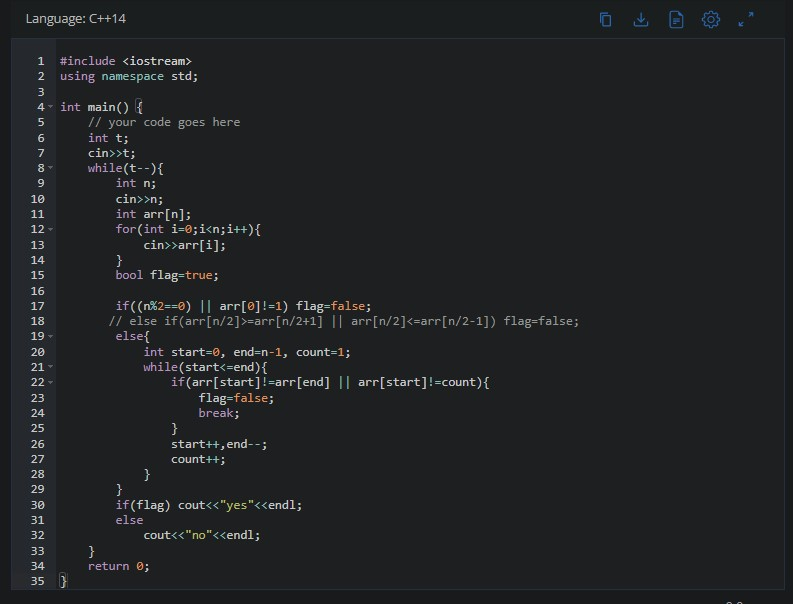 Language: C++14
1 #include <iostream>
2 using namespace std;
3
4 int main() {
5     // your code goes here
6     int t;
7     cin>>t;
8     while(t--){
9         int n;
10         cin>>n;
11         int arr[n];
12         for(int i=0;i<n;i++){
13             cin>>arr[i];
14         }
15         bool flag=true;
16
17         if((n%2==0) || arr[0]!=1) flag=false;
18        // else if(arr[n/2]>=arr[n/2+1] || arr[n/2]<=arr[n/2-1]) flag=false;
19         else{
20             int start=0, end=n-1, count=1;
21             while(start<=end){
22                 if(arr[start]!=arr[end] || arr[start]!=count){
23                     flag=false;
24                     break;
25                 }
26                 start++,end--;
27                 count++;
28             }
29         }
30         if(flag) cout<<"yes"<<endl;
31         else
32             cout<<"no"<<endl;
33     }
34     return 0;
35 }